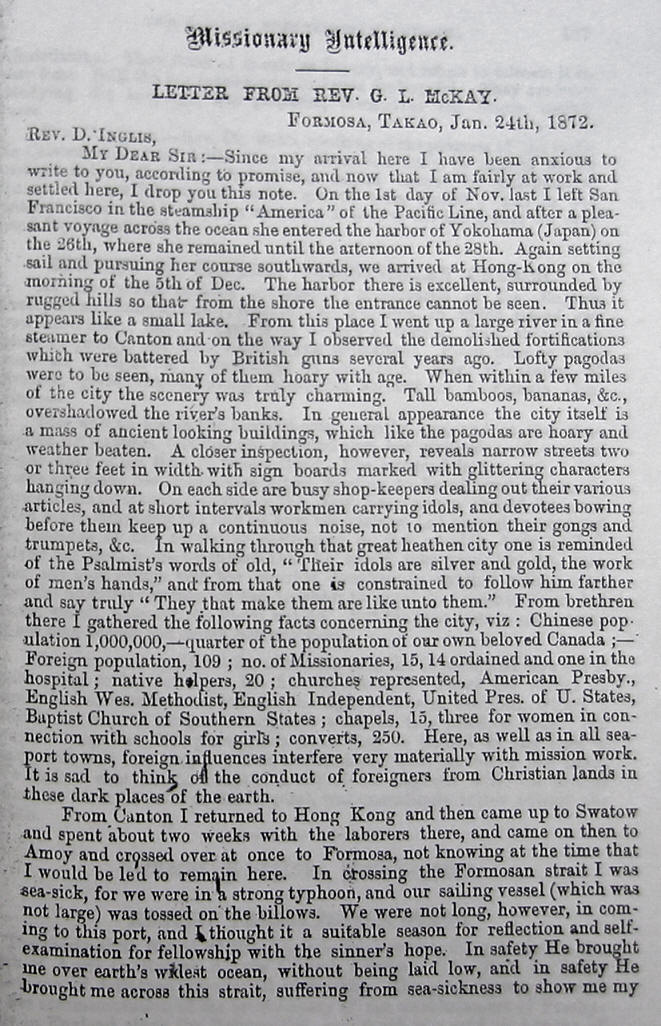 Missionary Intelligence.
LETTER FROM REV. G. L. McKAY.
FORMOSA, TAKAO, Jan. 24th, 1872.
REV. D. INGLIS,
MY DEAR SIR:—Since my arrival here I have been anxious to
write to you, according to promise, and now that I am fairly at work and
settled here, I drop you this note. On the 1st day of Nov. last I left San
Francisco in the steamship "America" of the Pacific Line, and after a plea-
sant voyage across the ocean she entered the harbor of Yokohama (Japan) on
the 26th, where she remained until the afternoon of the 28th. Again setting
sail and pursuing her course southwards, we arrived at Hong-Kong on the
morning of the 5th of Dec. The harbor there is excellent, surrounded by
rugged hills so that from the shore the entrance cannot be seen. Thus it
appears like a small lake. From this place I went up a large river in a fine
steamer to Canton and on the way I observed the demolished fortifications
which were battered by British guns several years ago. Lofty pagodas
were to be seen, many of them hoary with age. When within a few miles
of the city the scenery was truly charming. Tall bamboos, bananas, &c.,
overshadowed the river's banks. In general appearance the city itself is
a mass of ancient looking buildings, which like the pagodas are hoary and
weather beaten. A closer inspection, however, reveals narrow streets two
or three feet in width with sign boards marked with glittering characters
hanging down. On each side are busy shop-keepers dealing out their various
articles, and at short intervals workmen carrying idols, and devotees bowing
before them keep up a continuous noise, not to mention their gongs and
trumpets, &c. In walking through that great heathen city one is reminded
of the Psalmist's words of old, "Their idols are silver and gold, the work
of men's hands," and from that one is constrained to follow him farther
and say truly "They that make them are like unto them." From brethren
there I gathered the following facts concerning the city, viz : Chinese pop-
ulation 1,000,000,—quarter of the population of our own beloved Canada ;—
Foreign population, 109 ; no. of Missionaries, 15, 14 ordained and one in the
hospital ; native helpers, 20 ; churches represented, American Presby.,
English Wes. Methodist, English Independent, United Pres. of U. States,
Baptist Church of Southern States ; chapels, 15, three for women in con-
nection with schools for girls ; converts, 250. Here, as well as in all sea-
port towns, foreign influences interfere very materially with mission work.
It is sad to think of the conduct of foreigners from Christian lands in
these dark places of the earth.
From Canton I returned to Hong Kong and then came up to Swatow
and spent about two weeks with the laborers there, and came on then to
Amoy and crossed over at once to Formosa, not knowing at the time that
I would be led to remain here. In crossing the Formosan strait I was
sea-sick, for we were in a strong typhoon, and our sailing vessel (which was
not large) was tossed on the billows. We were not long, however, in com-
ing to this port, and I thought it a suitable season for reflection and self-
examination for fellowship with the sinner's hope. In safety He brought
me over earth's widest ocean, without being laid low, and in safety He
brought me across this strait, suffering from sea-sickness to show me my